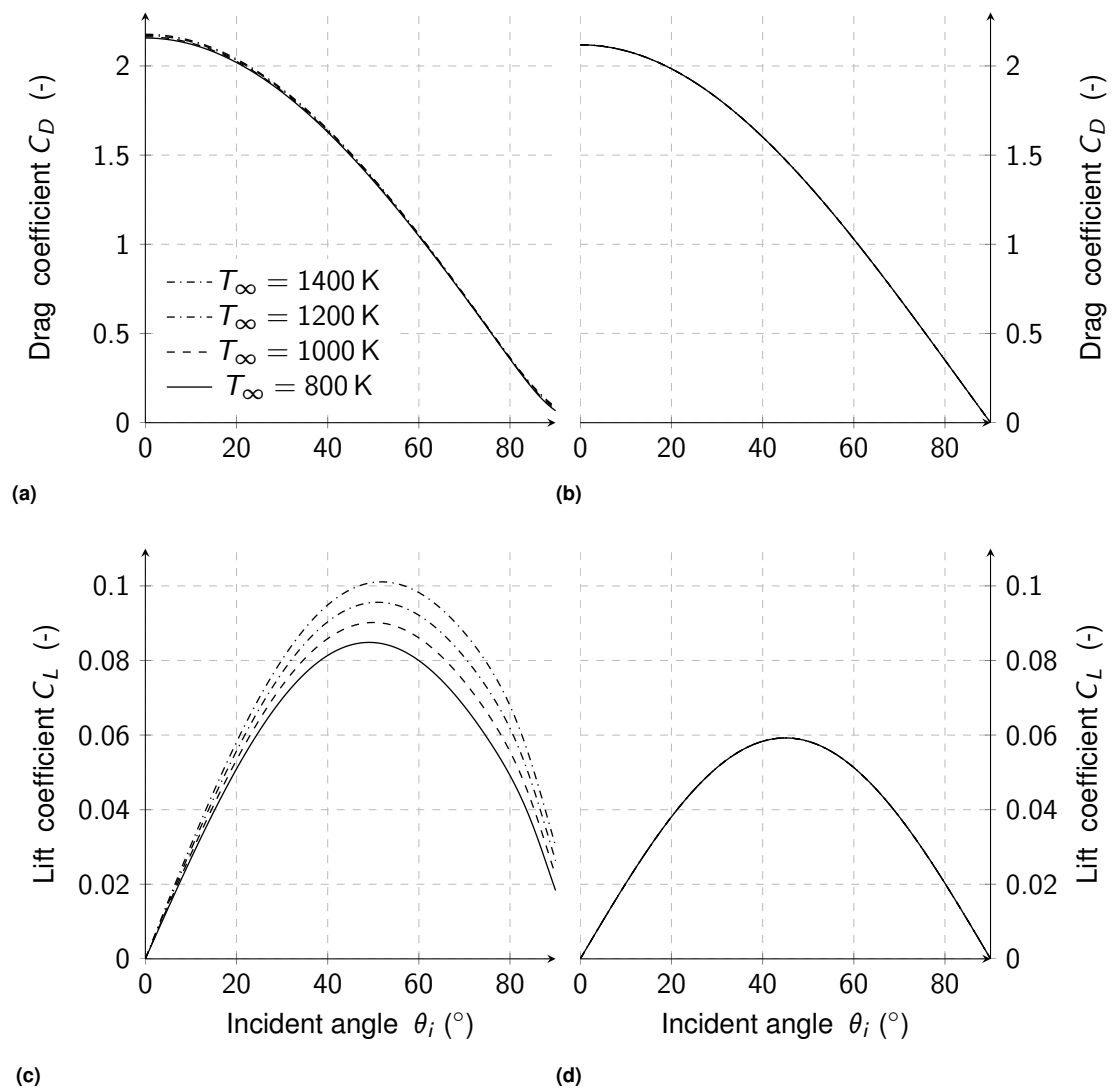 Drag coefficient C_D (-)
2
1.5
1
0.5
0
T_∞ = 1400 K
T_∞ = 1200 K
T_∞ = 1000 K
T_∞ = 800 K
0 20 40 60 80
(a)
Drag coefficient C_D (-)
2
1.5
1
0.5
0
0 20 40 60 80
(b)
Lift coefficient C_L (-)
0.1
0.08
0.06
0.04
0.02
0
0 20 40 60 80
Incident angle θ_i (°)
(c)
Lift coefficient C_L (-)
0.1
0.08
0.06
0.04
0.02
0
0 20 40 60 80
Incident angle θ_i (°)
(d)